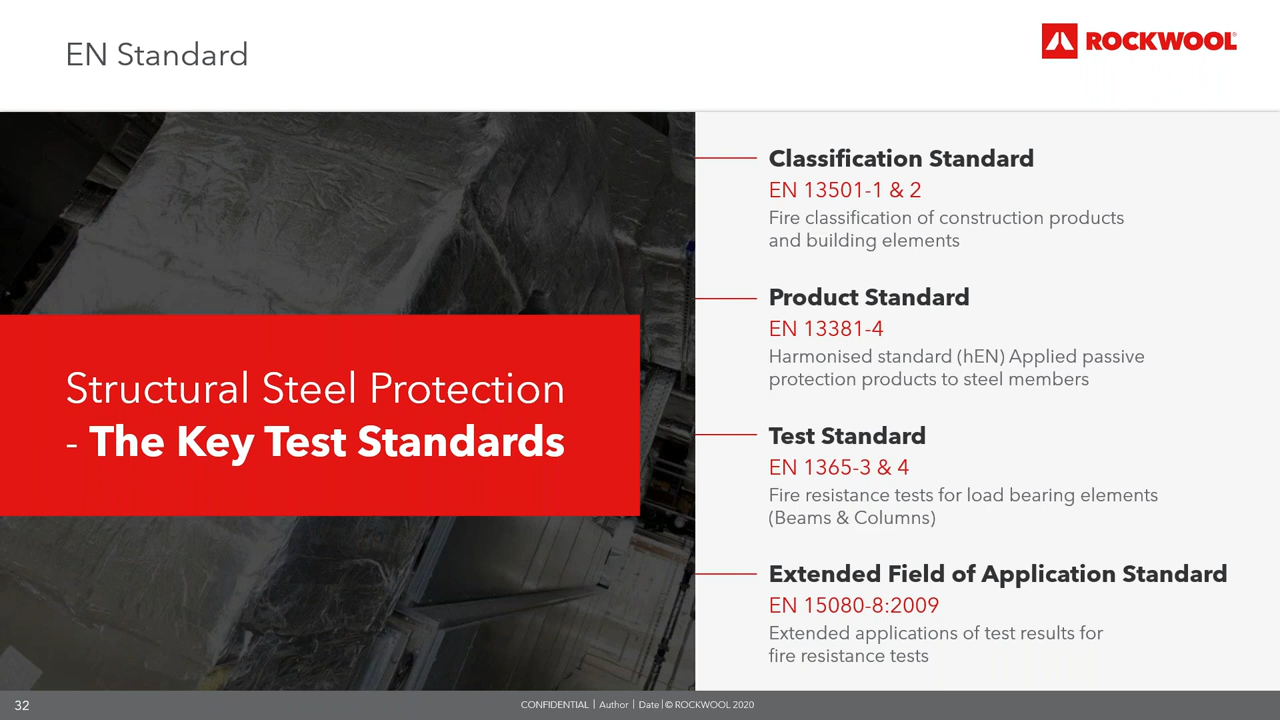 EN Standard
ROCKWOOL®
Structural Steel Protection
- The Key Test Standards
Classification Standard
EN 13501-1 & 2
Fire classification of construction products
and building elements
Product Standard
EN 13381-4
Harmonised standard (hEN) Applied passive
protection products to steel members
Test Standard
EN 1365-3 & 4
Fire resistance tests for load bearing elements
(Beams & Columns)
Extended Field of Application Standard
EN 15080-8:2009
Extended applications of test results for
fire resistance tests
32
CONFIDENTIAL | Author | Date | © ROCKWOOL 2020